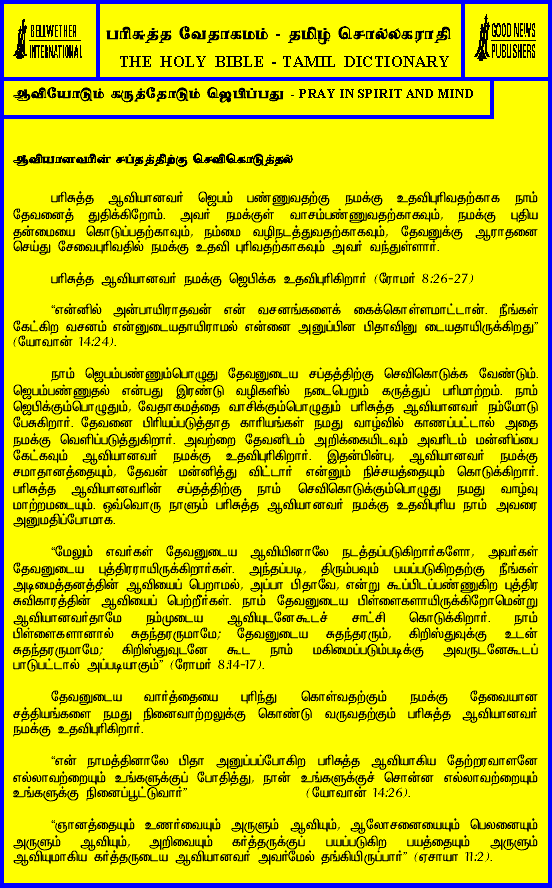 BELLWETHER
INTERNATIONAL
பரிசுத்த வேதாகமம் - தமிழ் சொல்லகராதி
THE HOLY BIBLE - TAMIL DICTIONARY
GOOD NEWS
PUBLISHERS
ஆவியோடும் கருத்தோடும் ஜெபிப்பது - PRAY IN SPIRIT AND MIND
ஆவியானவரின் சப்தத்திற்கு செவிகொடுத்தல்
பரிசுத்த ஆவியானவர் ஜெபம் பண்ணுவதற்கு நமக்கு உதவிபுரிவதற்காக நாம்
தேவனைத் துதிக்கிறோம். அவர் நமக்குள் வாசம்பண்ணுவதற்காகவும், நமக்கு புதிய
தன்மையை கொடுப்பதற்காவும், நம்மை வழிநடத்துவதற்காகவும், தேவனுக்கு ஆராதனை
செய்து சேவைபுரிவதில் நமக்கு உதவி புரிவதற்காகவும் அவர் வந்துள்ளார்.
பரிசுத்த ஆவியானவர் நமக்கு ஜெபிக்க உதவிபுரிகிறார் (ரோமர் 8:26-27)
“என்னில் அன்பாயிராதவன் என் வசனங்களைக் கைக்கொள்ளமாட்டான். நீங்கள்
கேட்கிற வசனம் என்னுடையதாயிராமல் என்னை அனுப்பின பிதாவினு டையதாயிருக்கிறது”
(யோவான் 14:24).
நாம் ஜெபம்பண்ணும்பொழுது தேவனுடைய சப்தத்திற்கு செவிகொடுக்க வேண்டும்.
ஜெபம்பண்ணுதல் என்பது இரண்டு வழிகளில் நடைபெறும் கருத்துப் பரிமாற்றம். நாம்
ஜெபிக்கும்பொழுதும், வேதாகமத்தை வாசிக்கும்பொழுதும் பரிசுத்த ஆவியானவர் நம்மோடு
பேசுகிறார். தேவனை பிரியப்படுத்தாத காரியங்கள் நமது வாழ்வில் காணப்பட்டால் அதை
நமக்கு வெளிப்படுத்துகிறார். அவற்றை தேவனிடம் அறிக்கையிடவும் அவரிடம் மன்னிப்பை
கேட்கவும் ஆவியானவர் நமக்கு உதவிபுரிகிறார். இதன்பின்பு, ஆவியானவர் நமக்கு
சமாதானத்தையும், தேவன் மன்னித்து விட்டார் என்னும் நிச்சயத்தையும் கொடுக்கிறார்.
பரிசுத்த ஆவியானவரின் சப்தத்திற்கு நாம் செவிகொடுக்கும்பொழுது நமது வாழ்வு
மாற்றமடையும். ஒவ்வொரு நாளும் பரிசுத்த ஆவியானவர் நமக்கு உதவிபுரிய நாம் அவரை
அனுமதிப்போமாக.
“மேலும் எவர்கள் தேவனுடைய ஆவியினாலே நடத்தப்படுகிறார்களோ, அவர்கள்
தேவனுடைய புத்திரராயிருக்கிறார்கள். அந்தப்படி, திரும்பவும் பயப்படுகிறதற்கு நீங்கள்
அடிமைத்தனத்தின் ஆவியைப் பெறாமல், அப்பா பிதாவே, என்று கூப்பிடப்பண்ணுகிற புத்திர
சுவிகாரத்தின் ஆவியைப் பெற்றீர்கள். நாம் தேவனுடைய பிள்ளைகளாயிருக்கிறோமென்று
ஆவியானவர்தாமே நம்முடைய ஆவியுடனேகூடச் சாட்சி கொடுக்கிறார். நாம்
பிள்ளைகளானால் சுதந்தரருமாமே; தேவனுடைய சுதந்தரரும், கிறிஸ்துவுக்கு உடன்
சுதந்தரருமாமே; கிறிஸ்துவுடனே கூட நாம் மகிமைப்படும்படிக்கு அவருடனேகூடப்
பாடுபட்டால் அப்படியாகும்” (ரோமர் 8:14-17).
தேவனுடைய வார்த்தையை புரிந்து கொள்வதற்கும் நமக்கு தேவையான
சத்தியங்களை நமது நினைவாற்றலுக்கு கொண்டு வருவதற்கும் பரிசுத்த ஆவியானவர்
நமக்கு உதவிபுரிகிறார்.
“என் நாமத்தினாலே பிதா அனுப்பப்போகிற பரிசுத்த ஆவியாகிய தேற்றரவாளனே
எல்லாவற்றையும் உங்களுக்குப் போதித்து, நான் உங்களுக்குச் சொன்ன எல்லாவற்றையும்
உங்களுக்கு நினைப்பூட்டுவார்” (யோவான் 14:26).
“ஞானத்தையும் உணர்வையும் அருளும் ஆவியும், ஆலோசனையையும் பெலனையும்
அருளும் ஆவியும், அறிவையும் கர்த்தருக்குப் பயப்படுகிற பயத்தையும் அருளும்
ஆவியுமாகிய கர்த்தருடைய ஆவியானவர் அவர்மேல் தங்கியிருப்பார்” (ஏசாயா 11:2).